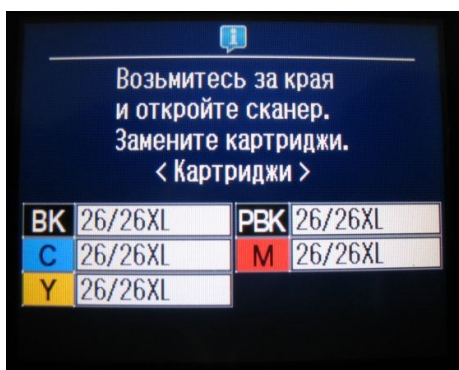 Возьмитесь за края
и откройте сканер.
Замените картриджи.
< Картриджи >
BK 26/26XL PBK 26/26XL
C 26/26XL M 26/26XL
Y 26/26XL